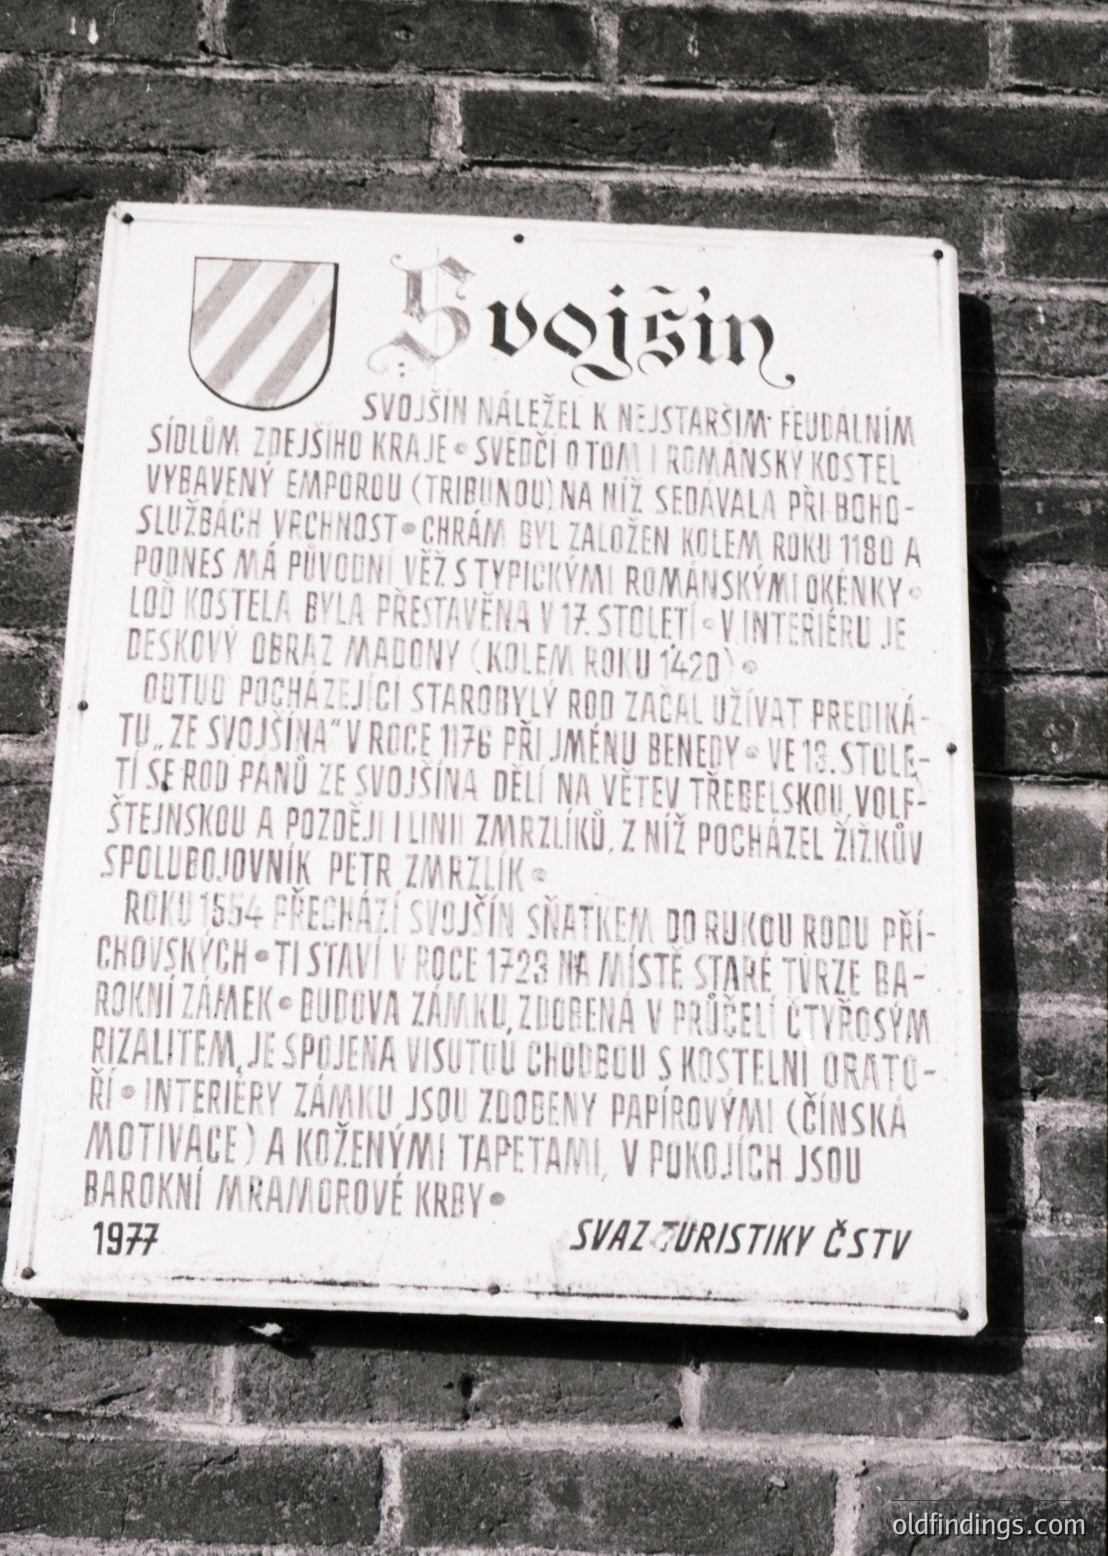 Svojšín
SVOJŠÍN NÁLEŽEL K NEJSTARŠÍM FEUDÁLNÍM
SÍDLŮM ZDEJŠÍHO KRAJE • SVĚDČÍ O TOM I ROMÁNSKÝ KOSTEL
VYBAVENÝ EMPOROU (TRIBUNOU) NA NÍŽ SEDÁVALA PŘI BOHO-
SLUŽBÁCH VRCHNOST • CHRÁM BYL ZALOŽEN KOLEM ROKU 1180 A
PODNES MÁ PŮVODNÍ VĚŽ S TYPICKÝMI ROMÁNSKÝMI OKÉNKY •
LOĎ KOSTELA BYLA PŘESTAVĚNA V 17. STOLETÍ • V INTERIÉRU JE
DESKOVÝ OBRAZ MADONY (KOLEM ROKU 1420) •
ODTUD POCHÁZEJÍCÍ STAROBYLÝ ROD ZAČAL UŽÍVAT PREDIKÁ-
TU „ZE SVOJŠÍNA" V ROCE 1176 PŘI JMÉNU BENEDY • VE 13. STOLE-
TÍ SE ROD PÁNŮ ZE SVOJŠÍNA DĚLÍ NA VĚTEV TŘEBELSKOU, VOLF-
ŠTEJNSKOU A POZDĚJI I LINII ZMRZLÍKŮ, Z NÍŽ POCHÁZEL ŽIŽKŮV
SPOLUBOJOVNÍK PETR ZMRZLÍK •
ROKU 1554 PŘECHÁZÍ SVOJŠÍN SŇATKEM DO RUKOU RODU PŘÍ-
CHOVSKÝCH • TI STAVÍ V ROCE 1723 NA MÍSTĚ STARÉ TVRZE BA-
ROKNÍ ZÁMEK • BUDOVA ZÁMKU, ZDOBENÁ V PRŮČELÍ ČTYŘOSÝM
RIZALITEM, JE SPOJENA VISUTOU CHODBOU S KOSTELNÍ ORATO-
ŘÍ • INTERIÉRY ZÁMKU JSOU ZDOBENY PAPÍROVÝMI (ČÍNSKÁ
MOTIVACE) A KOŽENÝMI TAPETAMI, V POKOJÍCH JSOU
BAROKNÍ MRAMOROVÉ KRBY •
1977 SVAZ TURISTIKY ČSTV
oldfindings.com